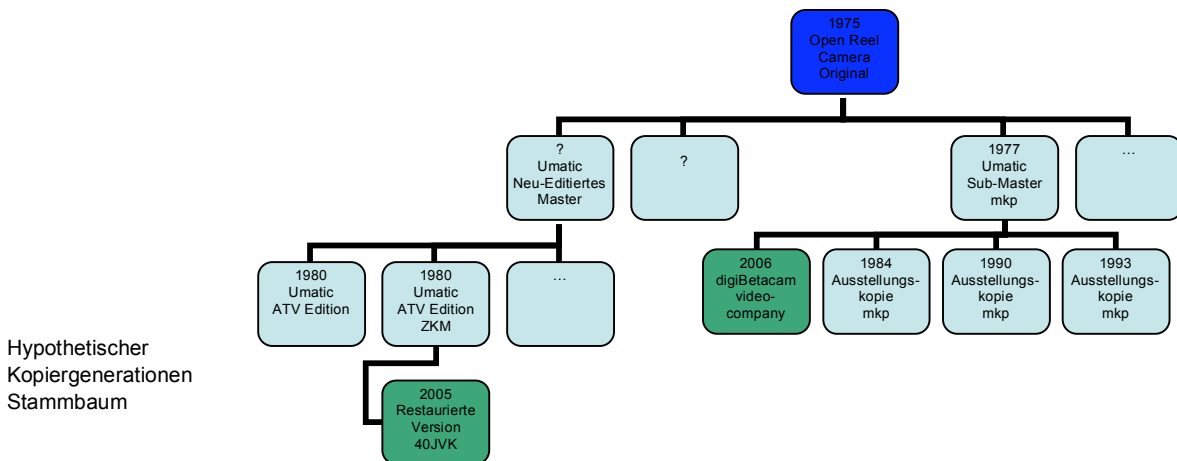 1975
Open Reel
Camera
Original
?
Umatic
Neu-Editiertes
Master
?
1977
Umatic
Sub-Master
mkp
...
1980
Umatic
ATV Edition
1980
Umatic
ATV Edition
ZKM
...
2006
digiBetacam
video-
company
1984
Ausstellungs-
kopie
mkp
1990
Ausstellungs-
kopie
mkp
1993
Ausstellungs-
kopie
mkp
Hypothetischer
Kopiergenerationen
Stammbaum
2005
Restaurierte
Version
40JVK